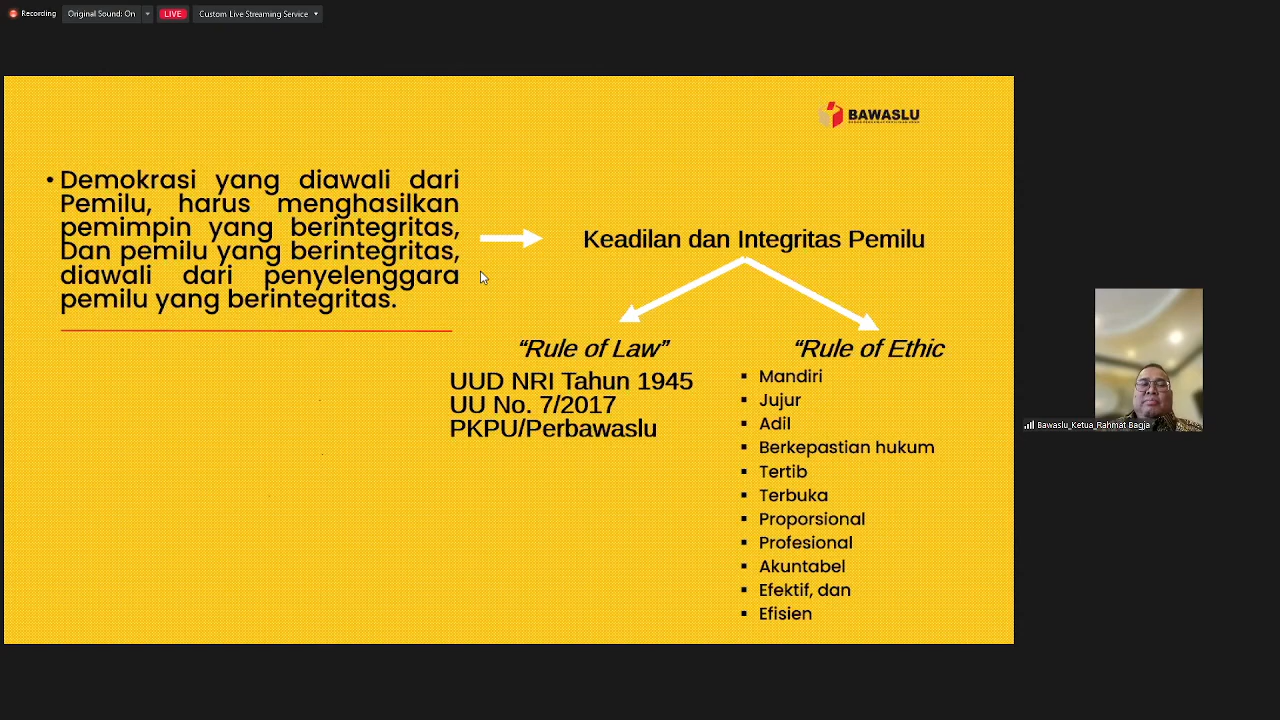 Recording
Original Sound: On
LIVE
Custom Live Streaming Service
BAWASLU
• Demokrasi yang diawali dari
Pemilu, harus menghasilkan
pemimpin yang berintegritas,
Dan pemilu yang berintegritas,
diawali dari penyelenggara
pemilu yang berintegritas.
Keadilan dan Integritas Pemilu
“Rule of Law”
UUD NRI Tahun 1945
UU No. 7/2017
PKPU/Perbawaslu
“Rule of Ethic
▪ Mandiri
▪ Jujur
▪ Adil
▪ Berkepastian hukum
▪ Tertib
▪ Terbuka
▪ Proporsional
▪ Profesional
▪ Akuntabel
▪ Efektif, dan
▪ Efisien
Bawaslu_Ketua_Rahmat Bagja